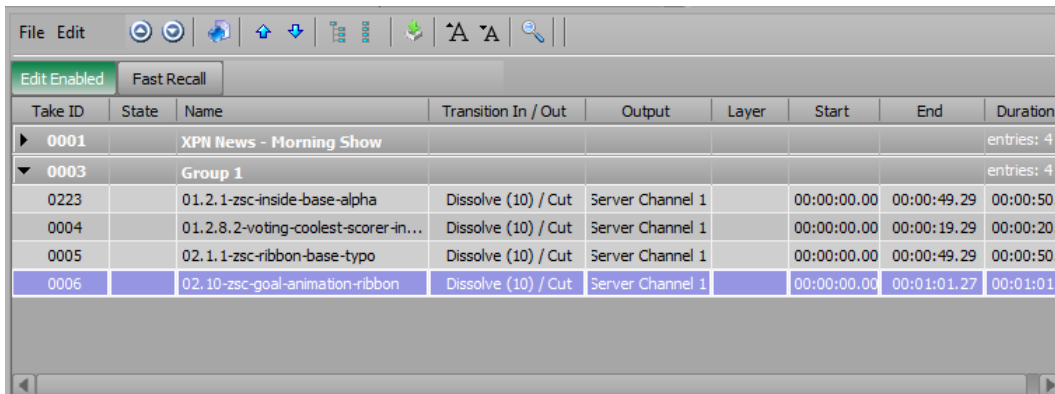 File Edit A A
Edit Enabled Fast Recall
Take ID State Name Transition In / Out Output Layer Start End Duration
0001 XPN News - Morning Show entries: 4
0003 Group 1 entries: 4
0223 01.2.1-zsc-inside-base-alpha Dissolve (10) / Cut Server Channel 1 00:00:00.00 00:00:49.29 00:00:50
0004 01.2.8.2-voting-coolest-scorer-in... Dissolve (10) / Cut Server Channel 1 00:00:00.00 00:00:19.29 00:00:20
0005 02.1.1-zsc-ribbon-base-typo Dissolve (10) / Cut Server Channel 1 00:00:00.00 00:00:49.29 00:00:50
0006 02.10-zsc-goal-animation-ribbon Dissolve (10) / Cut Server Channel 1 00:00:00.00 00:01:01.27 00:01:01